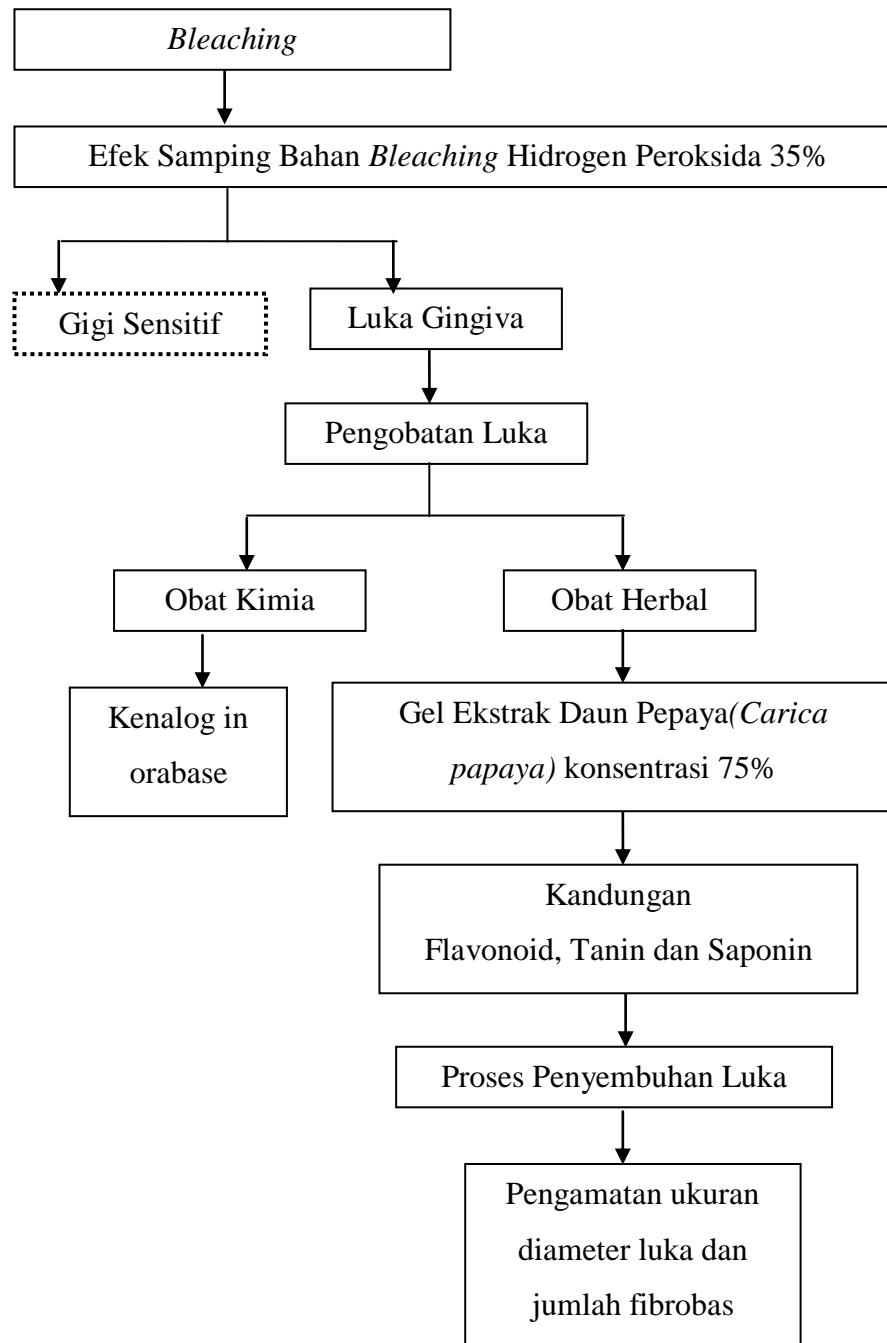 Bleaching
Efek Samping Bahan Bleaching Hidrogen Peroksida 35%
Gigi Sensitif
Luka Gingiva
Pengobatan Luka
Obat Kimia
Obat Herbal
Kenalog in
orabase
Gel Ekstrak Daun Pepaya(Carica
papaya) konsentrasi 75%
Kandungan
Flavonoid, Tanin dan Saponin
Proses Penyembuhan Luka
Pengamatan ukuran
diameter luka dan
jumlah fibrobas